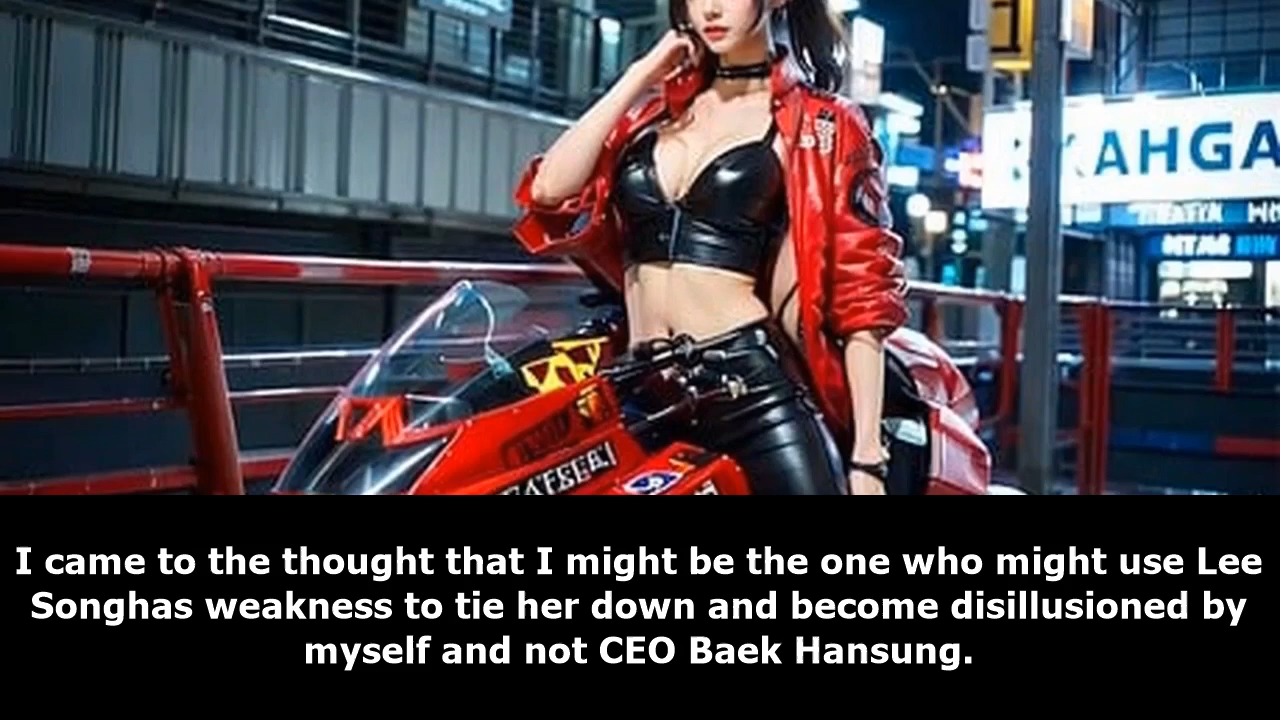 KAHGA
I came to the thought that I might be the one who might use Lee
Songhas weakness to tie her down and become disillusioned by
myself and not CEO Baek Hansung.